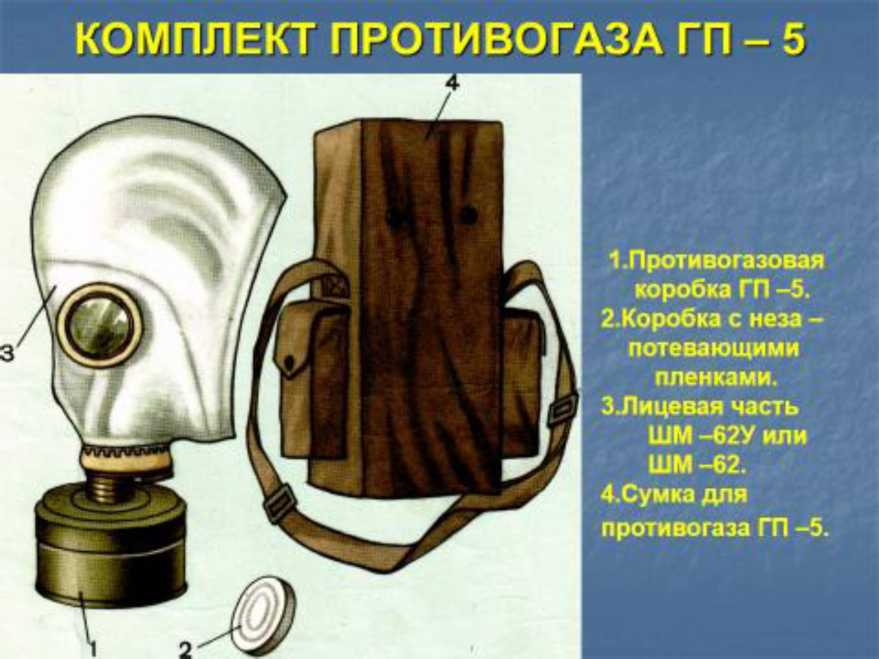 КОМПЛЕКТ ПРОТИВОГАЗА ГП – 5
4
3
1
2
1.Противогазовая
коробка ГП –5.
2.Коробка с неза –
потевающими
пленками.
3.Лицевая часть
ШМ –62У или
ШМ –62.
4.Сумка для
противогаза ГП –5.